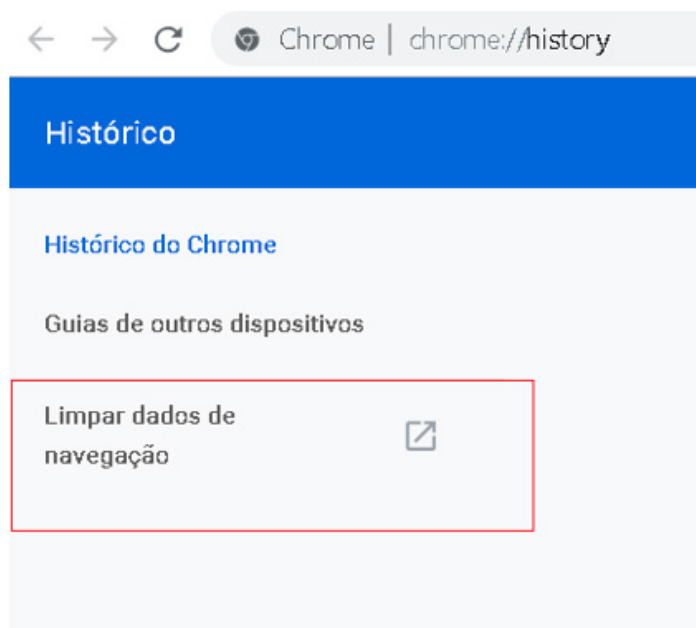 Chrome | chrome://history
Histórico
Histórico do Chrome
Guias de outros dispositivos
Limpar dados de
navegação